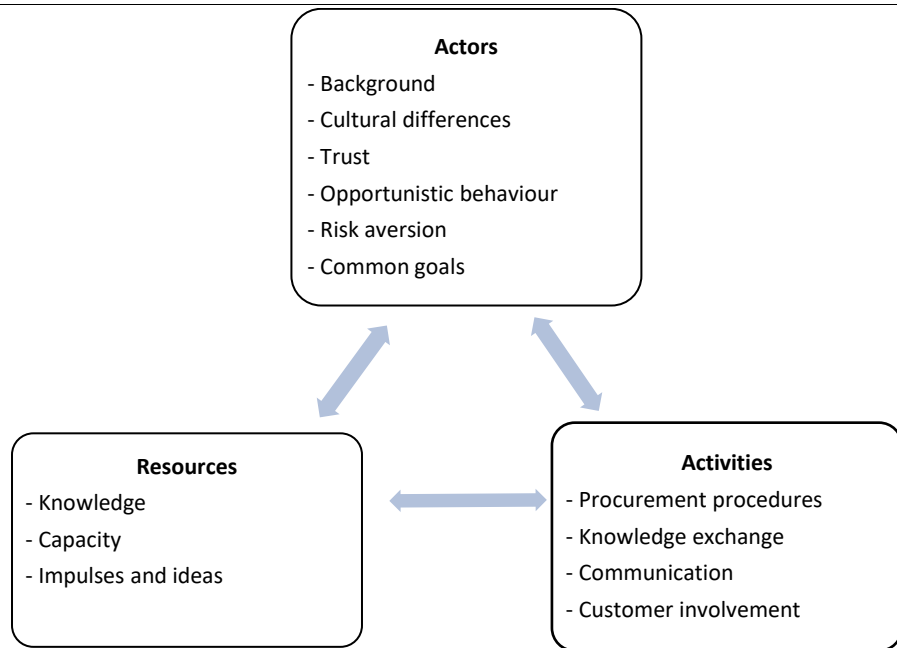 Actors
- Background
- Cultural differences
- Trust
- Opportunistic behaviour
- Risk aversion
- Common goals
Resources
- Knowledge
- Capacity
- Impulses and ideas
Activities
- Procurement procedures
- Knowledge exchange
- Communication
- Customer involvement